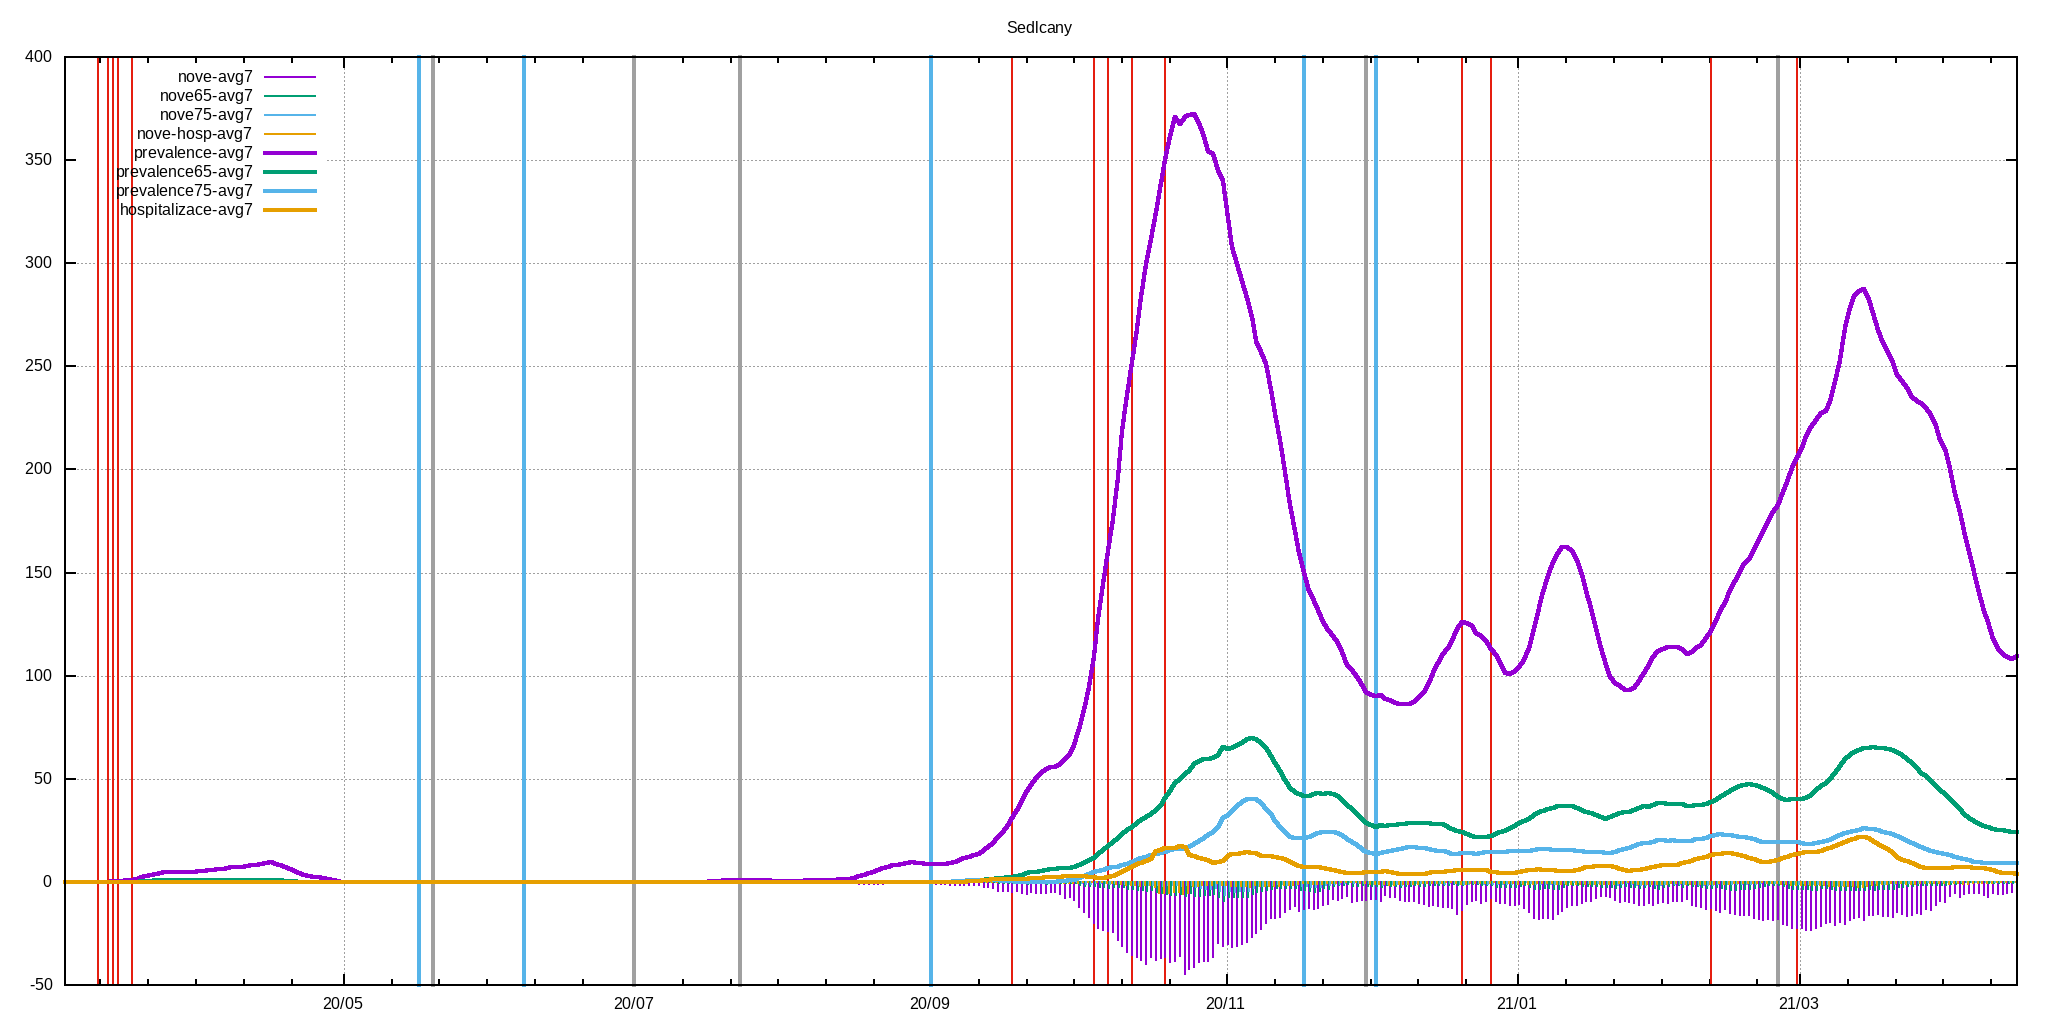 Sedlcany
400
350
300
250
200
150
100
50
0
-50
nove-avg7
nove65-avg7
nove75-avg7
nove-hosp-avg7
prevalence-avg7
prevalence65-avg7
prevalence75-avg7
hospitalizace-avg7
20/05 20/07 20/09 20/11 21/01 21/03